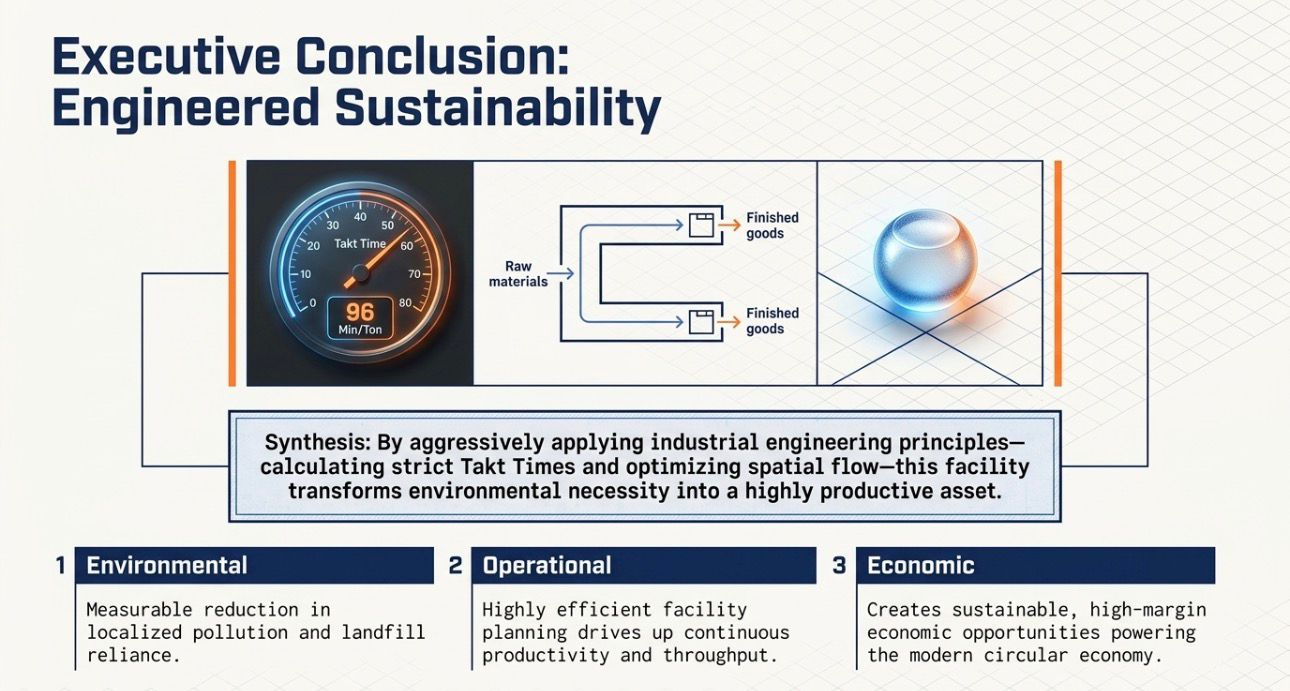 Executive Conclusion:
Engineered Sustainability
0
10
20
30
40
50
60
70
80
Takt Time
96
Min/Ton
Raw
materials
Finished
goods
Finished
goods
Synthesis: By aggressively applying industrial engineering principles—
calculating strict Takt Times and optimizing spatial flow—this facility
transforms environmental necessity into a highly productive asset.
1 Environmental
Measurable reduction in
localized pollution and landfill
reliance.
2 Operational
Highly efficient facility
planning drives up continuous
productivity and throughput.
3 Economic
Creates sustainable, high-margin
economic opportunities powering
the modern circular economy.